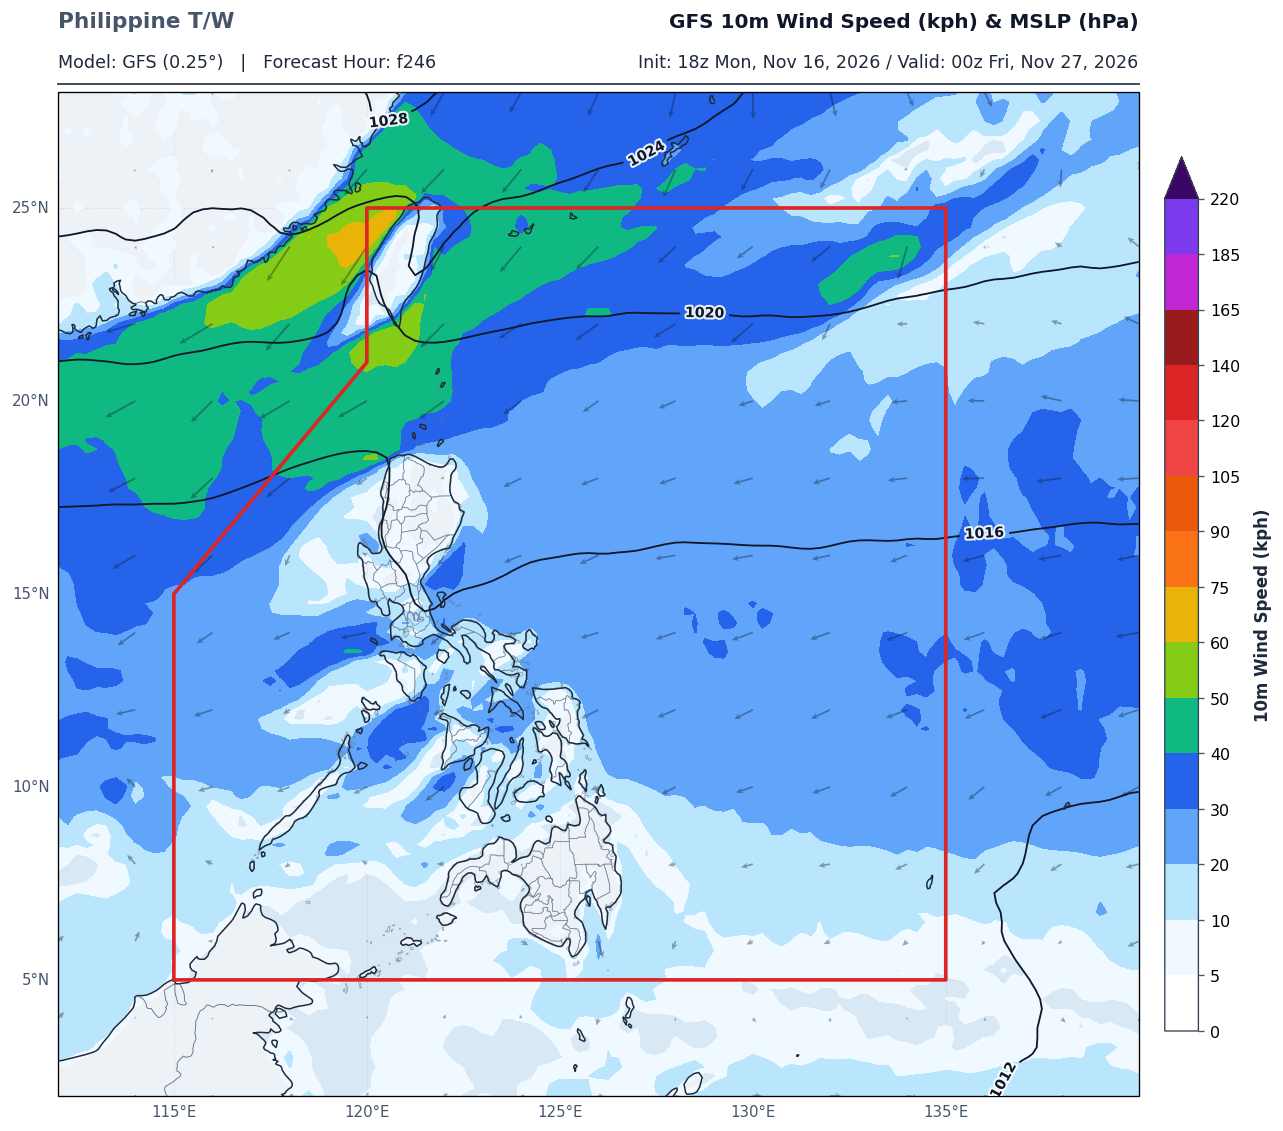 Philippine T/W
GFS 10m Wind Speed (kph) & MSLP (hPa)
Model: GFS (0.25°) | Forecast Hour: f246
Init: 18z Mon, Nov 16, 2026 / Valid: 00z Fri, Nov 27, 2026
1028
1024
1020
1016
1012
25°N
20°N
15°N
10°N
5°N
115°E
120°E
125°E
130°E
135°E
220
185
165
140
120
105
90
75
60
50
40
30
20
10
5
0
10m Wind Speed (kph)